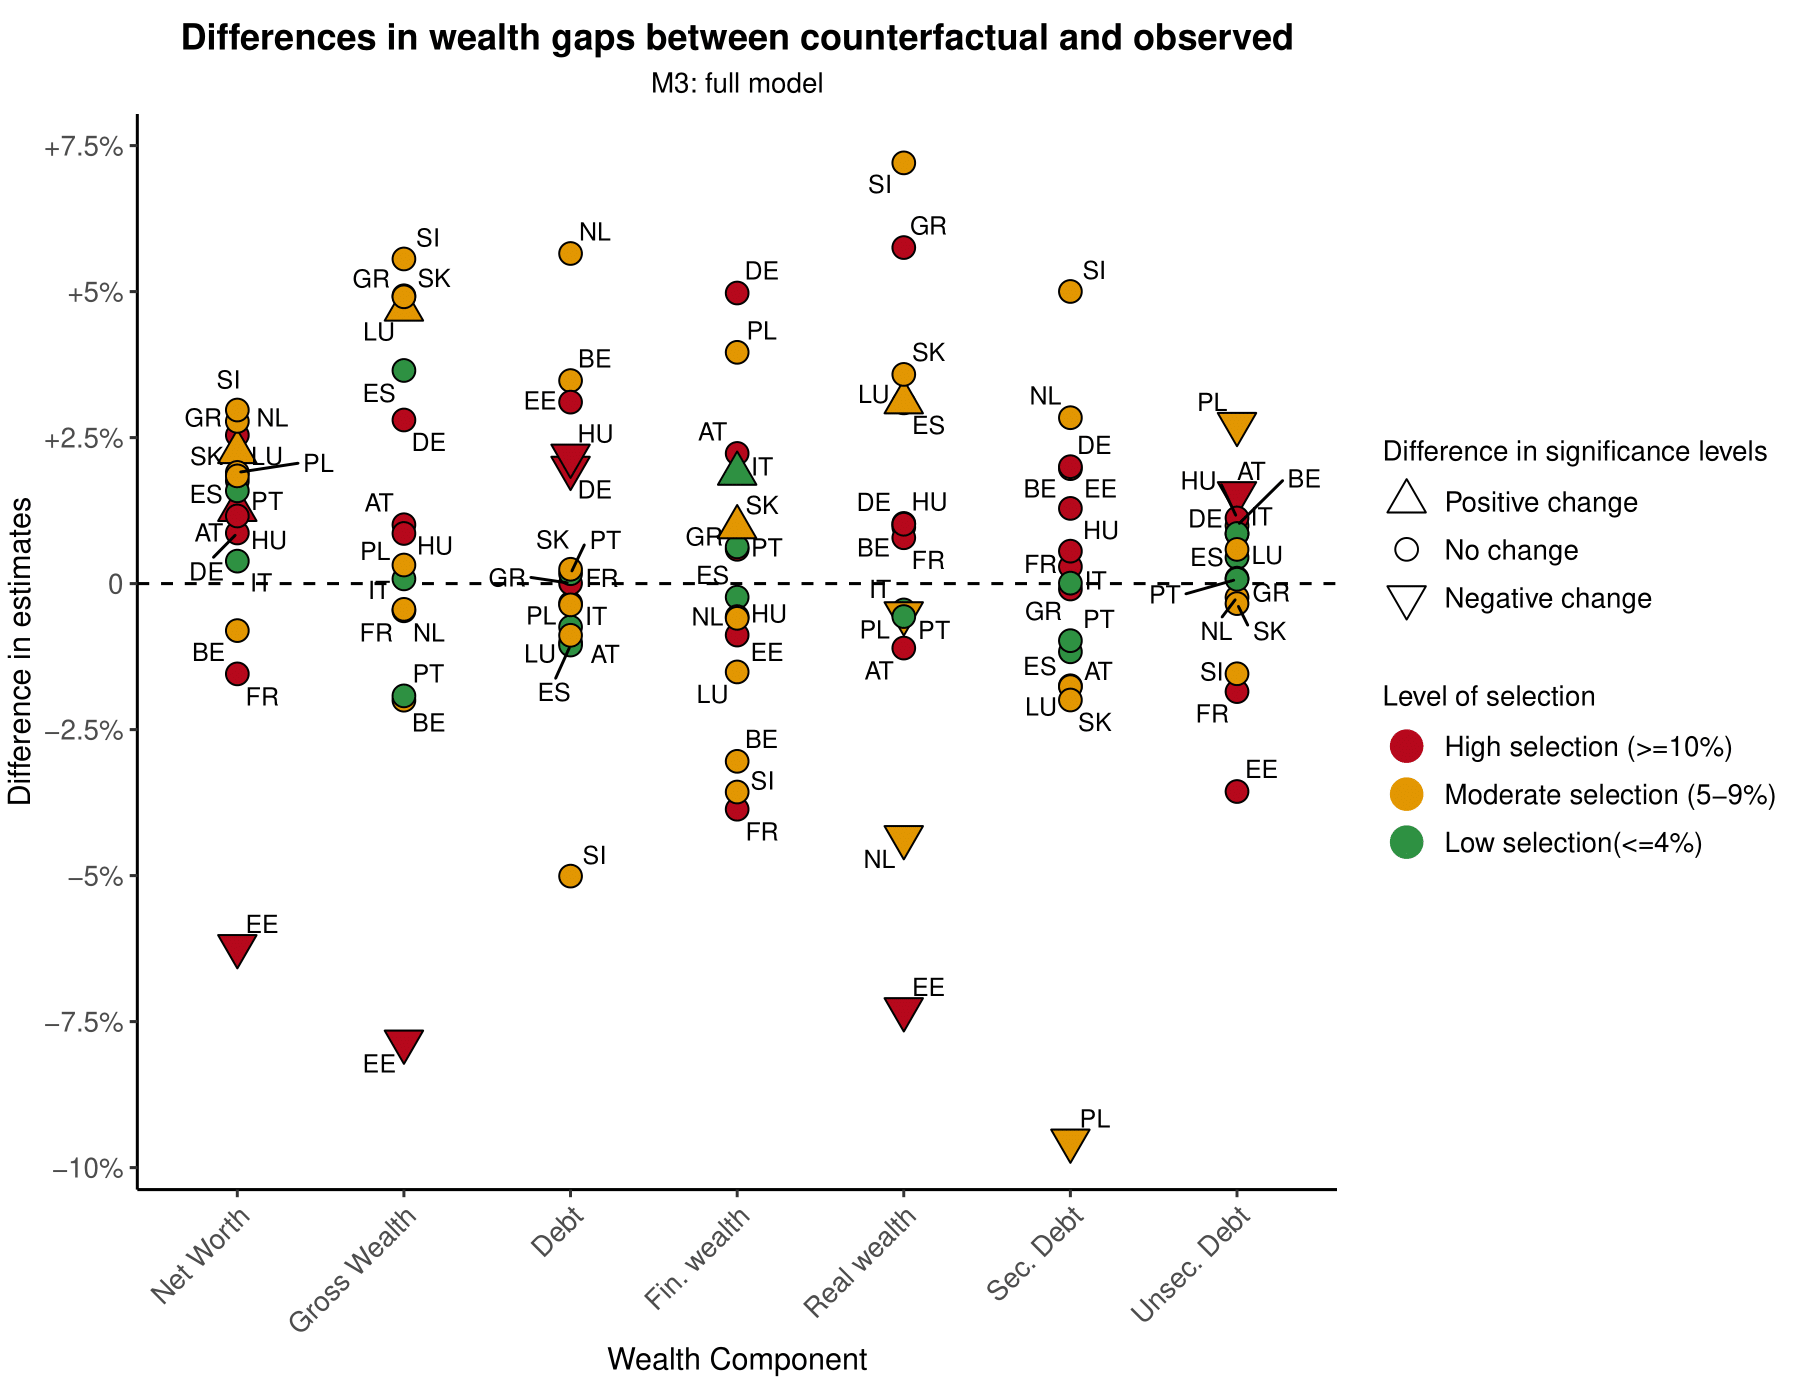 Differences in wealth gaps between counterfactual and observed
M3: full model
Difference in estimates
+7.5%
+5%
+2.5%
0
−2.5%
−5%
−7.5%
−10%
SI
GR
NL
SK
LU
PL
ES
PT
AT
HU
DE
IT
BE
FR
EE
SI
GR
SK
LU
ES
DE
AT
HU
PL
IT
FR
NL
PT
BE
EE
NL
BE
EE
HU
DE
SK
PT
GR
FR
PL
IT
LU
AT
ES
SI
DE
PL
AT
IT
SK
GR
PT
ES
NL
HU
EE
LU
BE
SI
FR
SI
GR
SK
LU
ES
DE
HU
BE
FR
IT
PL
PT
AT
NL
EE
SI
NL
DE
BE
EE
HU
FR
IT
GR
PT
ES
AT
LU
SK
PL
PL
AT
HU
BE
DE
IT
ES
LU
PT
GR
NL
SK
SI
FR
EE
Net Worth
Gross Wealth
Debt
Fin. wealth
Real wealth
Sec. Debt
Unsec. Debt
Wealth Component
Difference in significance levels
Positive change
No change
Negative change
Level of selection
High selection (>=10%)
Moderate selection (5−9%)
Low selection(<=4%)